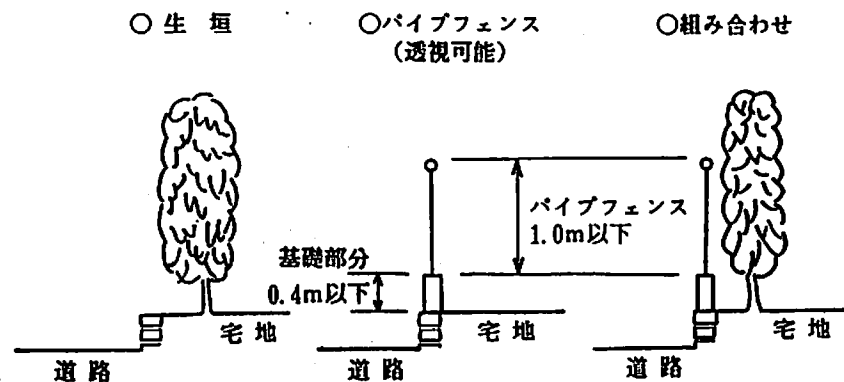 ○ 生 垣
○パイプフェンス
(透視可能)
○組み合わせ
パイプフェンス
1.0m以下
基礎部分
0.4m以下
宅 地
宅 地
宅 地
道 路
道 路
道 路